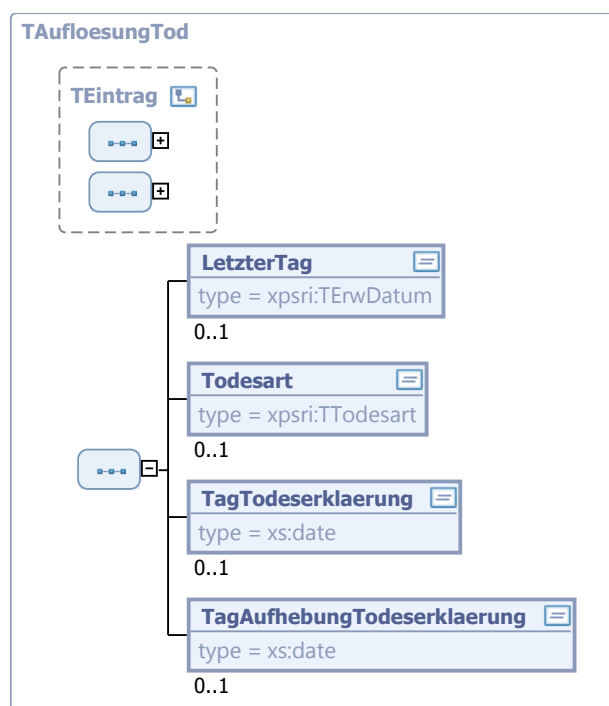 TAufloesungTod
TEintrag
LetzterTag
type = xpsri:TErwDatum
0..1
Todesart
type = xpsri:TTodesart
0..1
TagTodeserklaerung
type = xs:date
0..1
TagAufhebungTodeserklaerung
type = xs:date
0..1